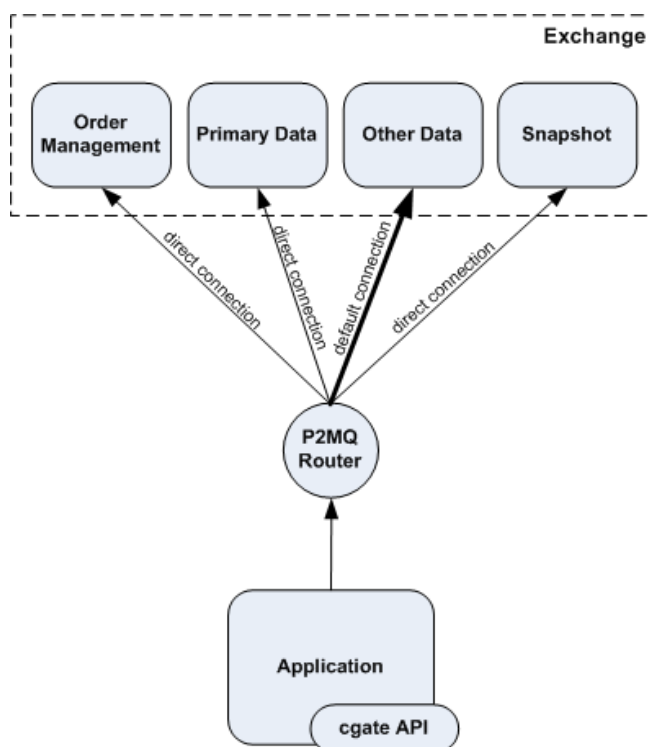 Exchange
Order
Management
Primary Data
Other Data
Snapshot
direct connection
direct connection
default connection
direct connection
P2MQ
Router
Application
cgate API